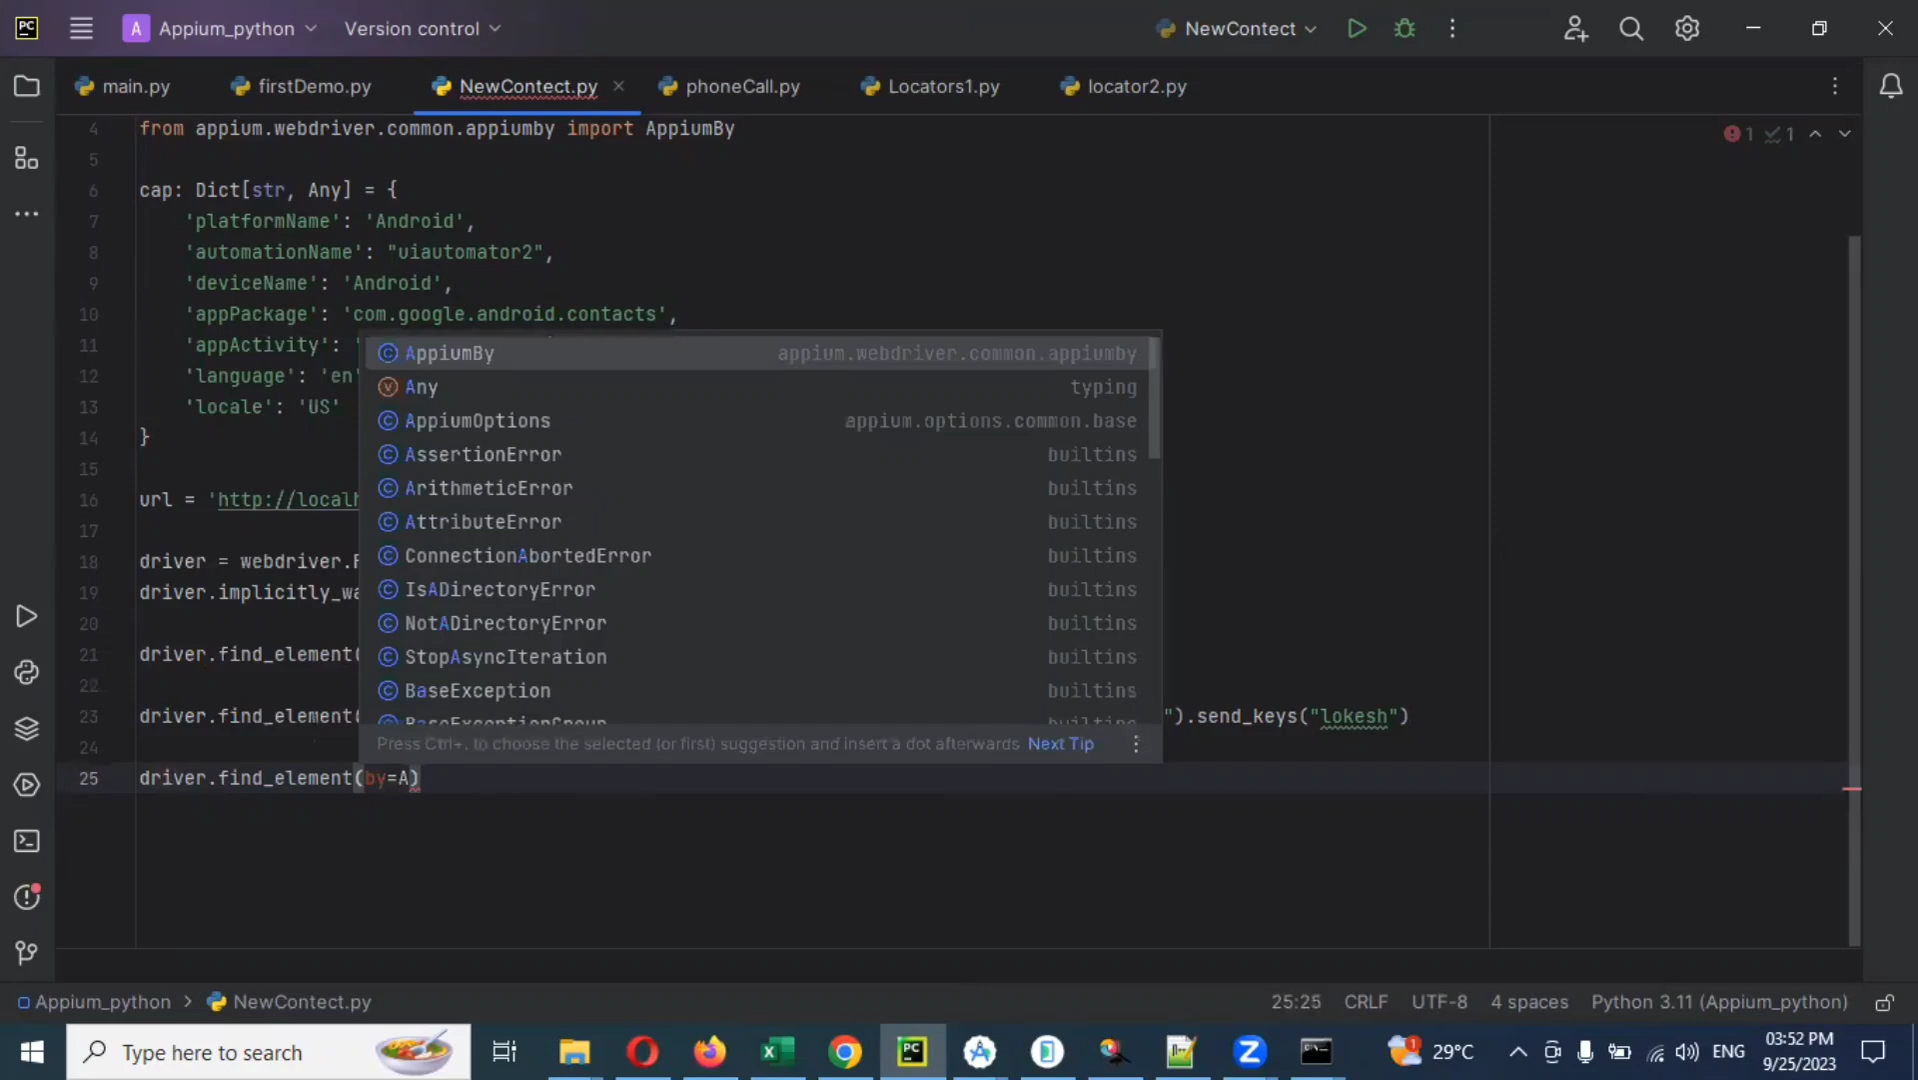 PC A Appium_python Version control NewContect
main.py firstDemo.py NewContect.py phoneCall.py Locators1.py locator2.py
4 from appium.webdriver.common.appiumby import AppiumBy 1 1
5
6 cap: Dict[str, Any] = {
7 'platformName': 'Android',
8 'automationName': "uiautomator2",
9 'deviceName': 'Android',
10 'appPackage': 'com.google.android.contacts',
11 'appActivity': '
12 'language': 'en'
13 'locale': 'US'
14 }
15
16 url = 'http://localh
17
18 driver = webdriver.
19 driver.implicitly_wa
20
21 driver.find_element(
22
23 driver.find_element( ").send_keys("lokesh")
24
25 driver.find_element(by=A)
AppiumBy appium.webdriver.common.appiumby
Any typing
AppiumOptions appium.options.common.base
AssertionError builtins
ArithmeticError builtins
AttributeError builtins
ConnectionAbortedError builtins
IsADirectoryError builtins
NotADirectoryError builtins
StopAsyncIteration builtins
BaseException builtins
BaseExceptionGroup builtins
Press Ctrl+. to choose the selected (or first) suggestion and insert a dot afterwards Next Tip
Appium_python > NewContect.py 25:25 CRLF UTF-8 4 spaces Python 3.11 (Appium_python)
Type here to search 29°C ENG 03:52 PM
9/25/2023